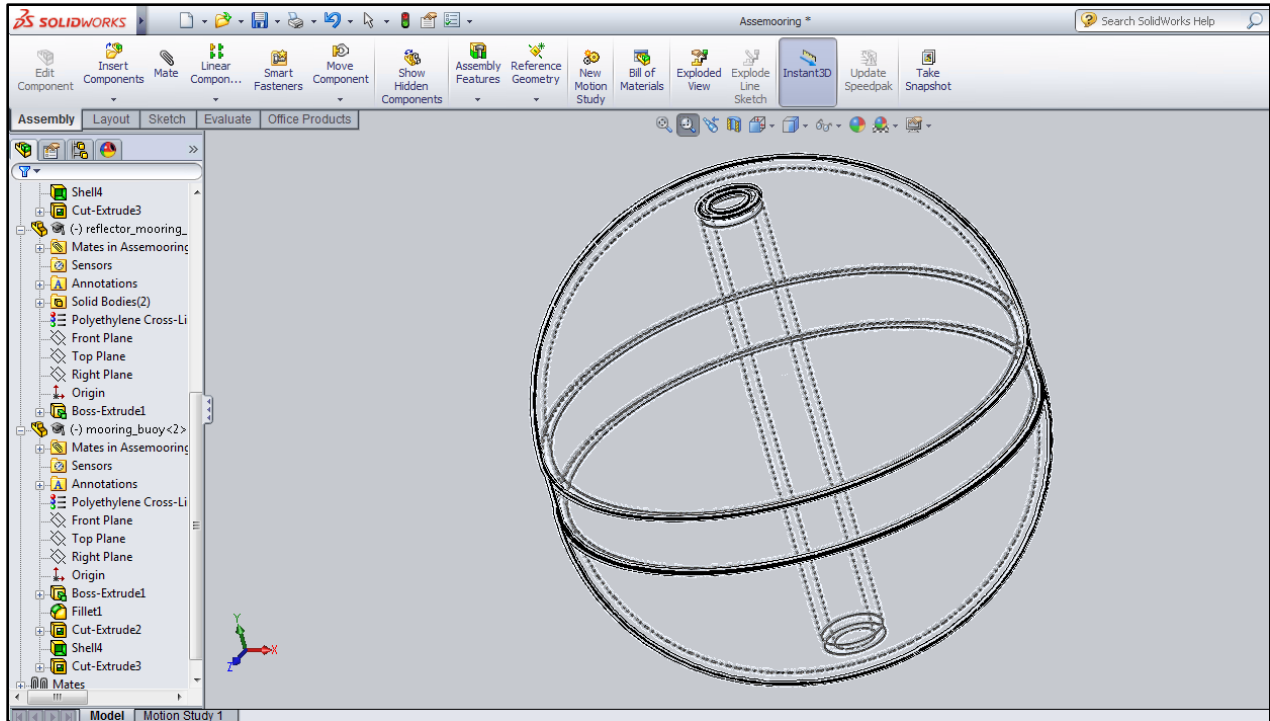 SOLIDWORKS
Assemooring *
Search SolidWorks Help
Edit Component
Insert Components
Mate
Linear Compon...
Smart Fasteners
Move Component
Show Hidden Components
Assembly Features
Reference Geometry
New Motion Study
Bill of Materials
Exploded View
Explode Line Sketch
Instant3D
Update Speedpak
Take Snapshot
Assembly Layout Sketch Evaluate Office Products
Shell4
Cut-Extrude3
(-) reflector_mooring_
Mates in Assemooring
Sensors
Annotations
Solid Bodies(2)
Polyethylene Cross-Li
Front Plane
Top Plane
Right Plane
Origin
Boss-Extrude1
(-) mooring_buoy<2>
Mates in Assemooring
Sensors
Annotations
Polyethylene Cross-Li
Front Plane
Top Plane
Right Plane
Origin
Boss-Extrude1
Fillet1
Cut-Extrude2
Shell4
Cut-Extrude3
Mates
Y
X
Z
Model Motion Study 1